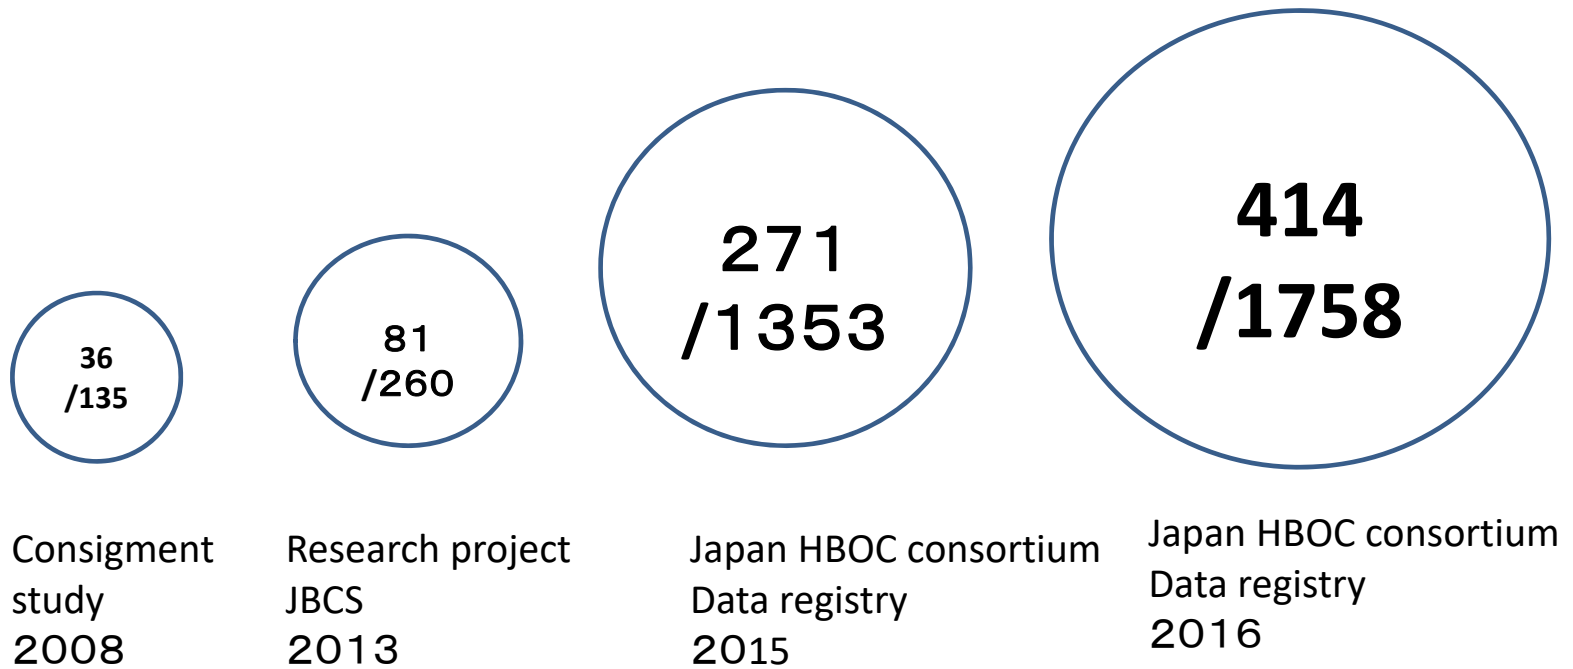 36
/135
81
/260
271
/1353
414
/1758
Consigment
study
2008
Research project
JBCS
2013
Japan HBOC consortium
Data registry
2015
Japan HBOC consortium
Data registry
2016